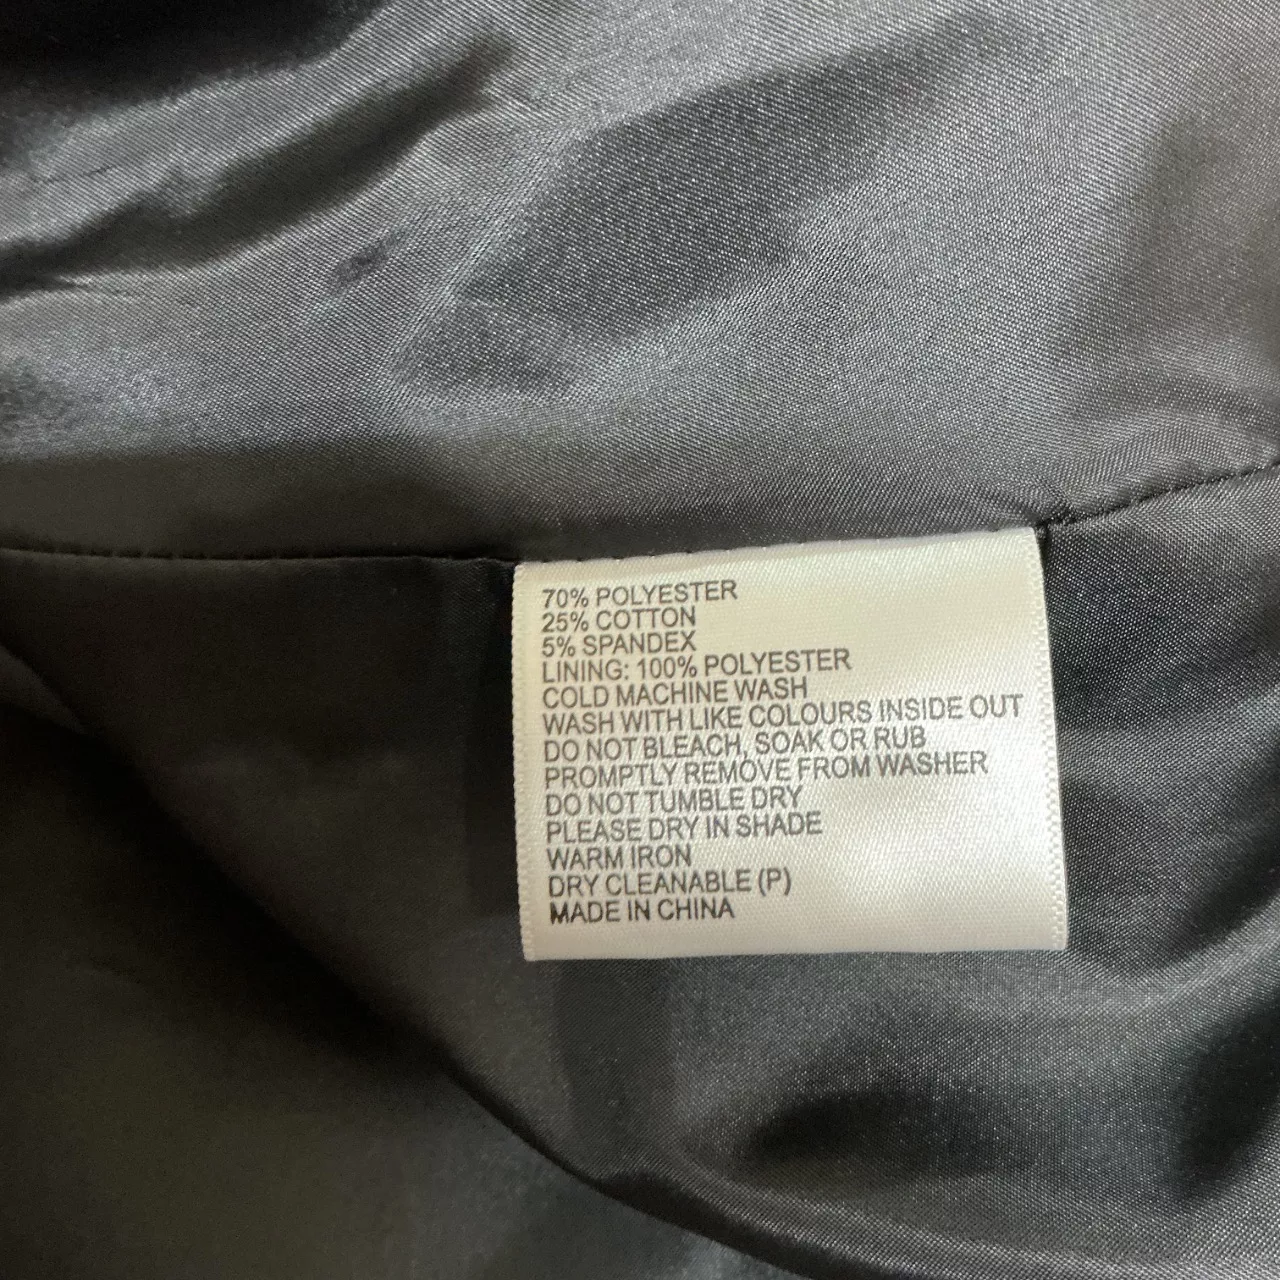 70% POLYESTER
25% COTTON
5% SPANDEX
LINING: 100% POLYESTER
COLD MACHINE WASH
WASH WITH LIKE COLOURS INSIDE OUT
DO NOT BLEACH, SOAK OR RUB
PROMPTLY REMOVE FROM WASHER
DO NOT TUMBLE DRY
PLEASE DRY IN SHADE
WARM IRON
DRY CLEANABLE (P)
MADE IN CHINA